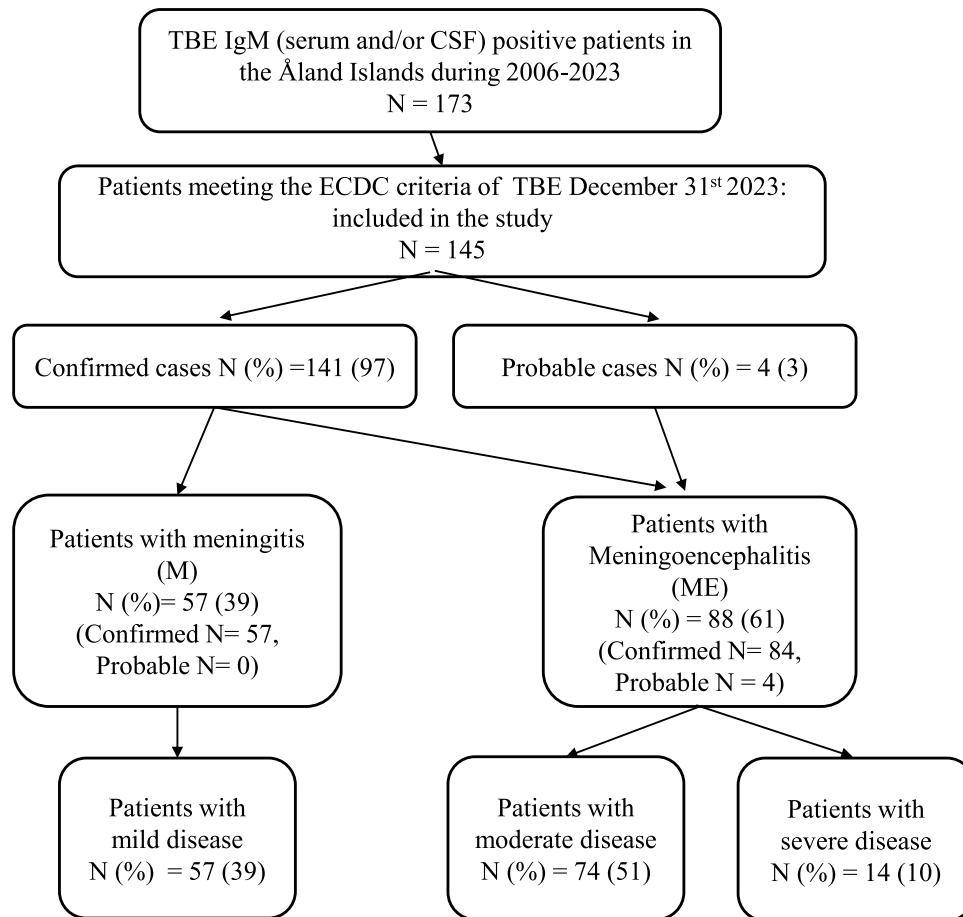 TBE IgM (serum and/or CSF) positive patients in
the Åland Islands during 2006-2023
N = 173
Patients meeting the ECDC criteria of TBE December 31st 2023:
included in the study
N = 145
Confirmed cases N (%) =141 (97)
Probable cases N (%) = 4 (3)
Patients with meningitis
(M)
N (%)= 57 (39)
(Confirmed N= 57,
Probable N= 0)
Patients with
Meningoencephalitis
(ME)
N (%) = 88 (61)
(Confirmed N= 84,
Probable N = 4)
Patients with
mild disease
N (%) = 57 (39)
Patients with
moderate disease
N (%) = 74 (51)
Patients with
severe disease
N (%) = 14 (10)